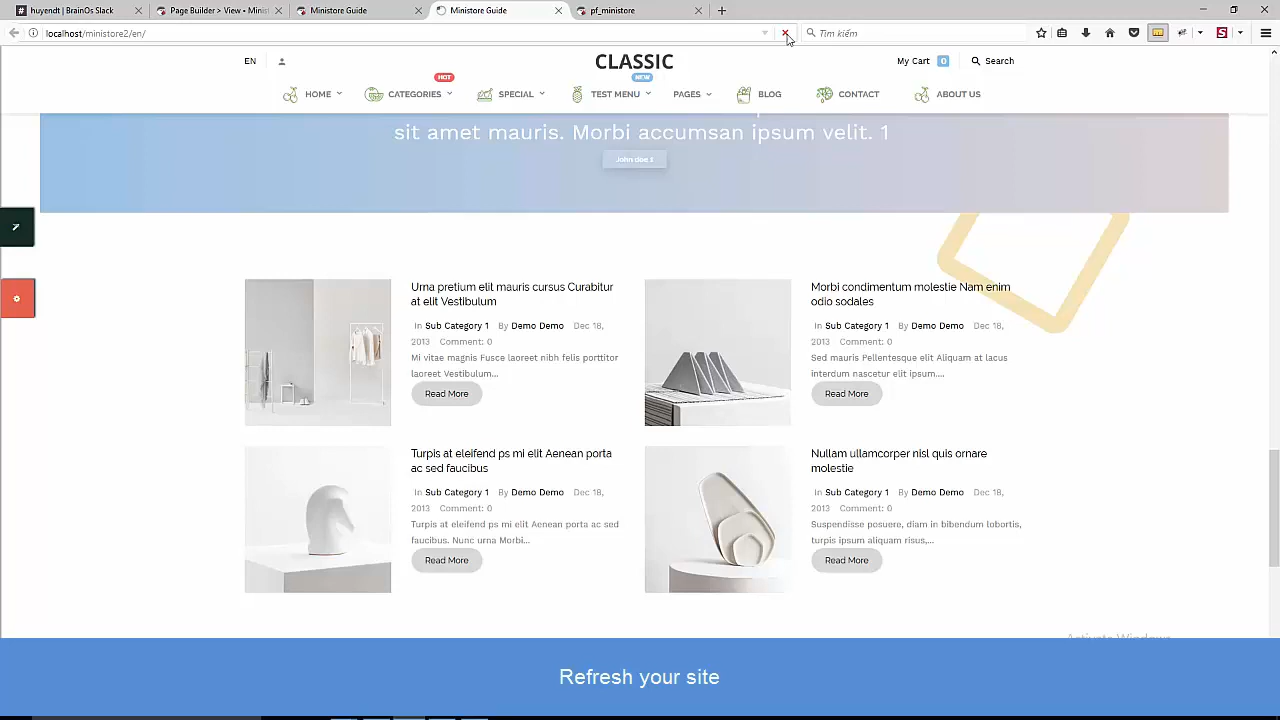 huyendt | BrainOs Slack
Page Builder > View • Minist
Ministore Guide
Ministore Guide
pf_ministore
localhost/ministore2/en/
Tìm kiếm
EN
CLASSIC
My Cart 0
Search
HOT
NEW
HOME
CATEGORIES
SPECIAL
TEST MENU
PAGES
BLOG
CONTACT
ABOUT US
sit amet mauris. Morbi accumsan ipsum velit. 1
John doe
Urna pretium elit mauris cursus Curabitur
at elit Vestibulum
In Sub Category 1 By Demo Demo Dec 18,
2013 Comment: 0
Mi vitae magnis Fusce laoreet nibh felis porttitor
laoreet Vestibulum...
Read More
Morbi condimentum molestie Nam enim
odio sodales
In Sub Category 1 By Demo Demo Dec 18,
2013 Comment: 0
Sed mauris Pellentesque elit Aliquam at lacus
interdum nascetur elit ipsum....
Read More
Turpis at eleifend ps mi elit Aenean porta
ac sed faucibus
In Sub Category 1 By Demo Demo Dec 18,
2013 Comment: 0
Turpis at eleifend ps mi elit Aenean porta ac sed
faucibus. Nunc urna Morbi...
Read More
Nullam ullamcorper nisl quis ornare
molestie
In Sub Category 1 By Demo Demo Dec 18,
2013 Comment: 0
Suspendisse posuere, diam in bibendum lobortis,
turpis ipsum aliquam risus,...
Read More
Activate Windows
Refresh your site